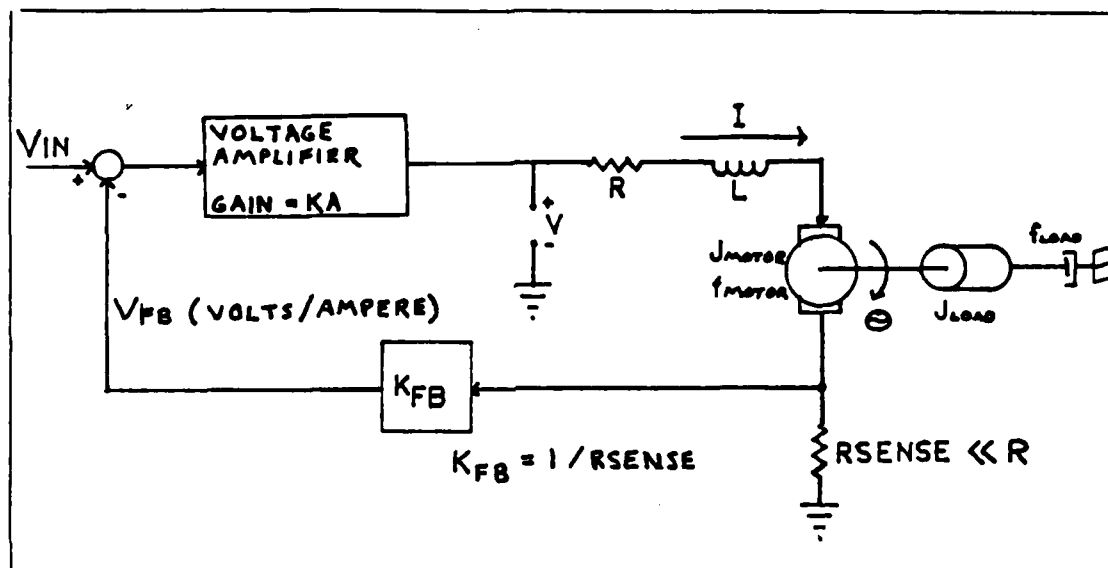 VIN
+
-
VOLTAGE
AMPLIFIER
GAIN = KA
I
R
L
+
V
-
JMOTOR
fMOTOR
Θ
JLOAD
fLOAD
VFB (VOLTS/AMPERE)
KFB
KFB = 1/RSENSE
RSENSE << R